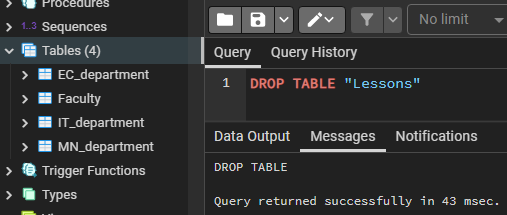 Procedures
1..3 Sequences
Tables (4)
EC_department
Faculty
IT_department
MN_department
Trigger Functions
Types
No limit
Query
Query History
1
DROP TABLE "Lessons"
Data Output
Messages
Notifications
DROP TABLE
Query returned successfully in 43 msec.